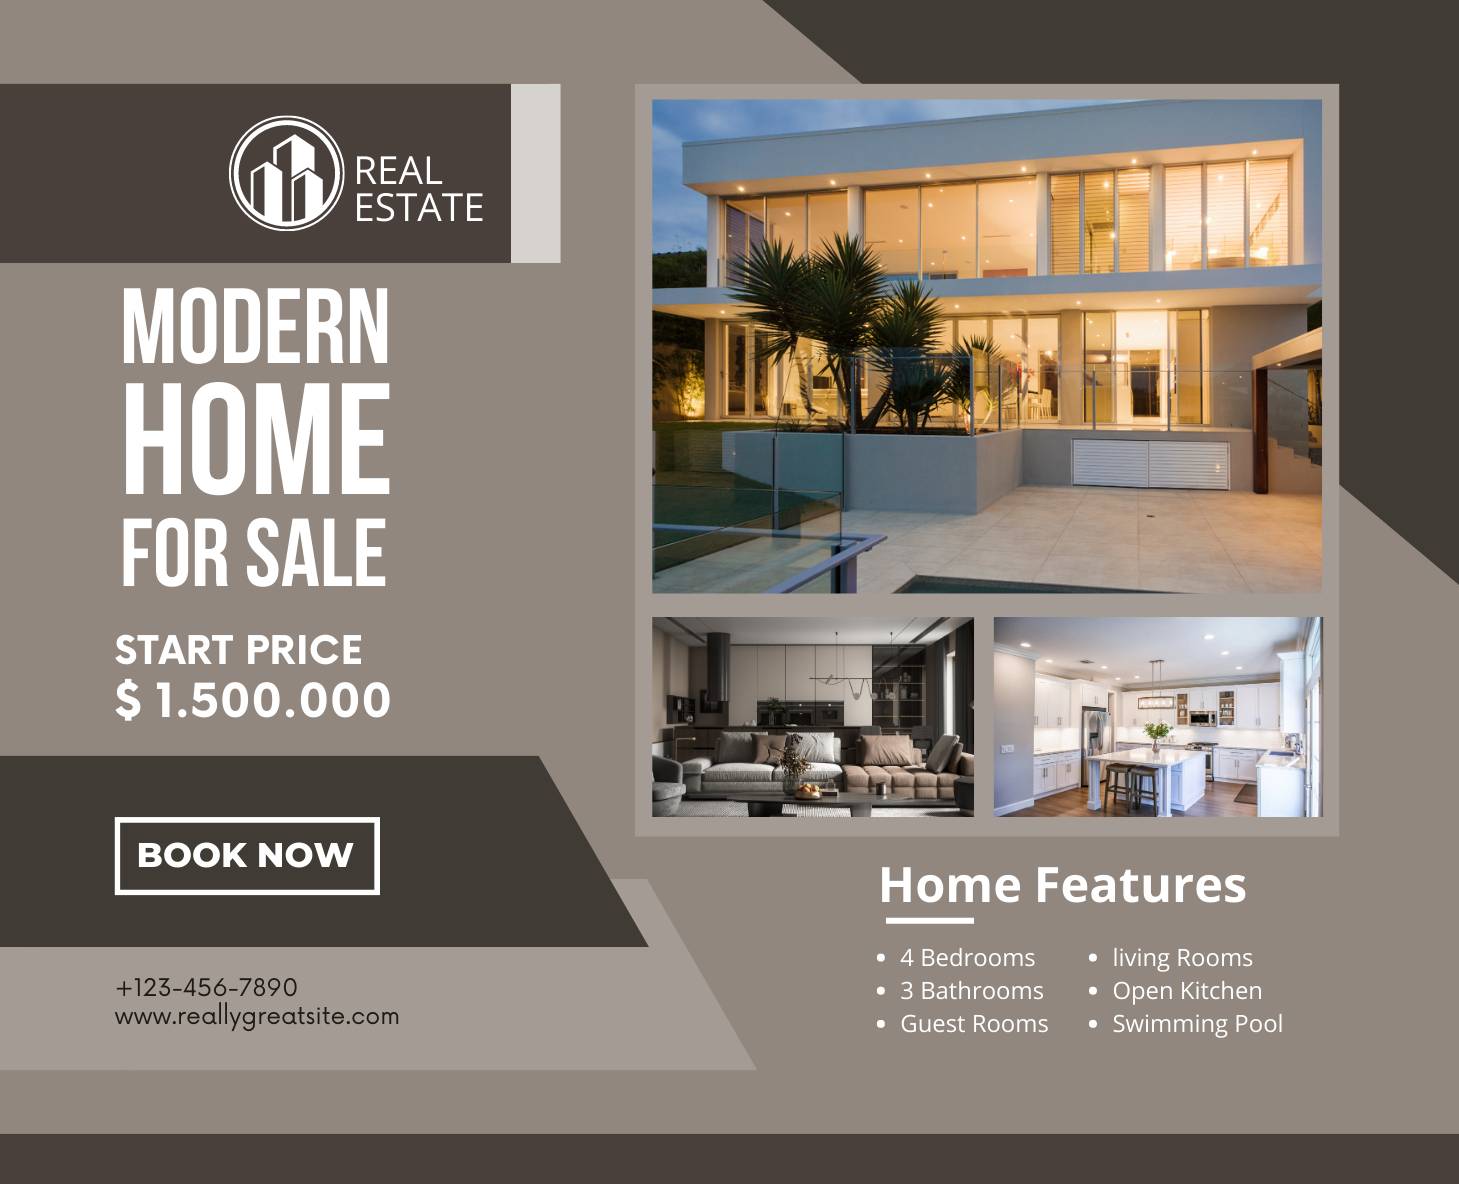 REAL
ESTATE
MODERN
HOME
FOR SALE
START PRICE
$ 1.500.000
BOOK NOW
+123-456-7890
www.reallygreatsite.com
Home Features
• 4 Bedrooms
• 3 Bathrooms
• Guest Rooms
• living Rooms
• Open Kitchen
• Swimming Pool